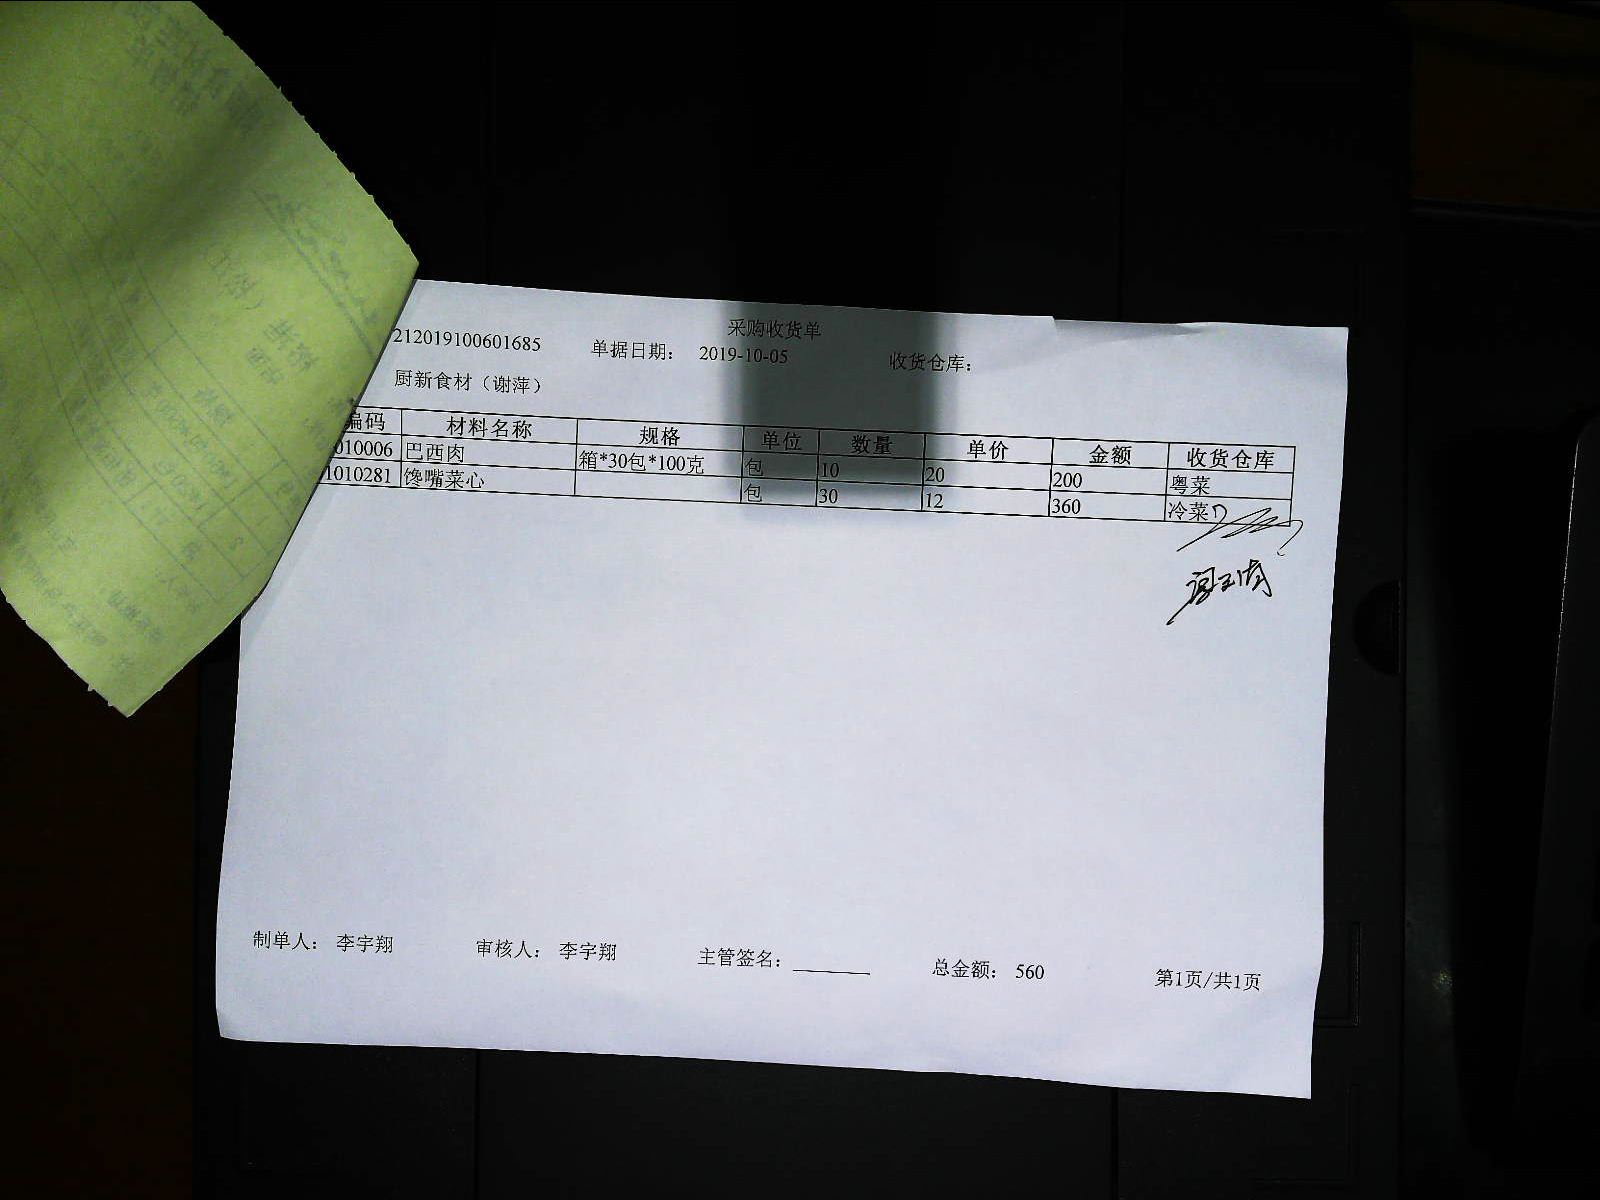 采购收货单
212019100601685 单据日期： 2019-10-05 收货仓库：
厨新食材（谢萍）
编码 材料名称 规格 单位 数量 单价 金额 收货仓库
010006 巴西肉 箱*30包*100克 包 10 20 200 粤菜
1010281 馋嘴菜心 包 30 12 360 冷菜
制单人： 李宇翔 审核人： 李宇翔 主管签名： 总金额： 560 第1页/共1页